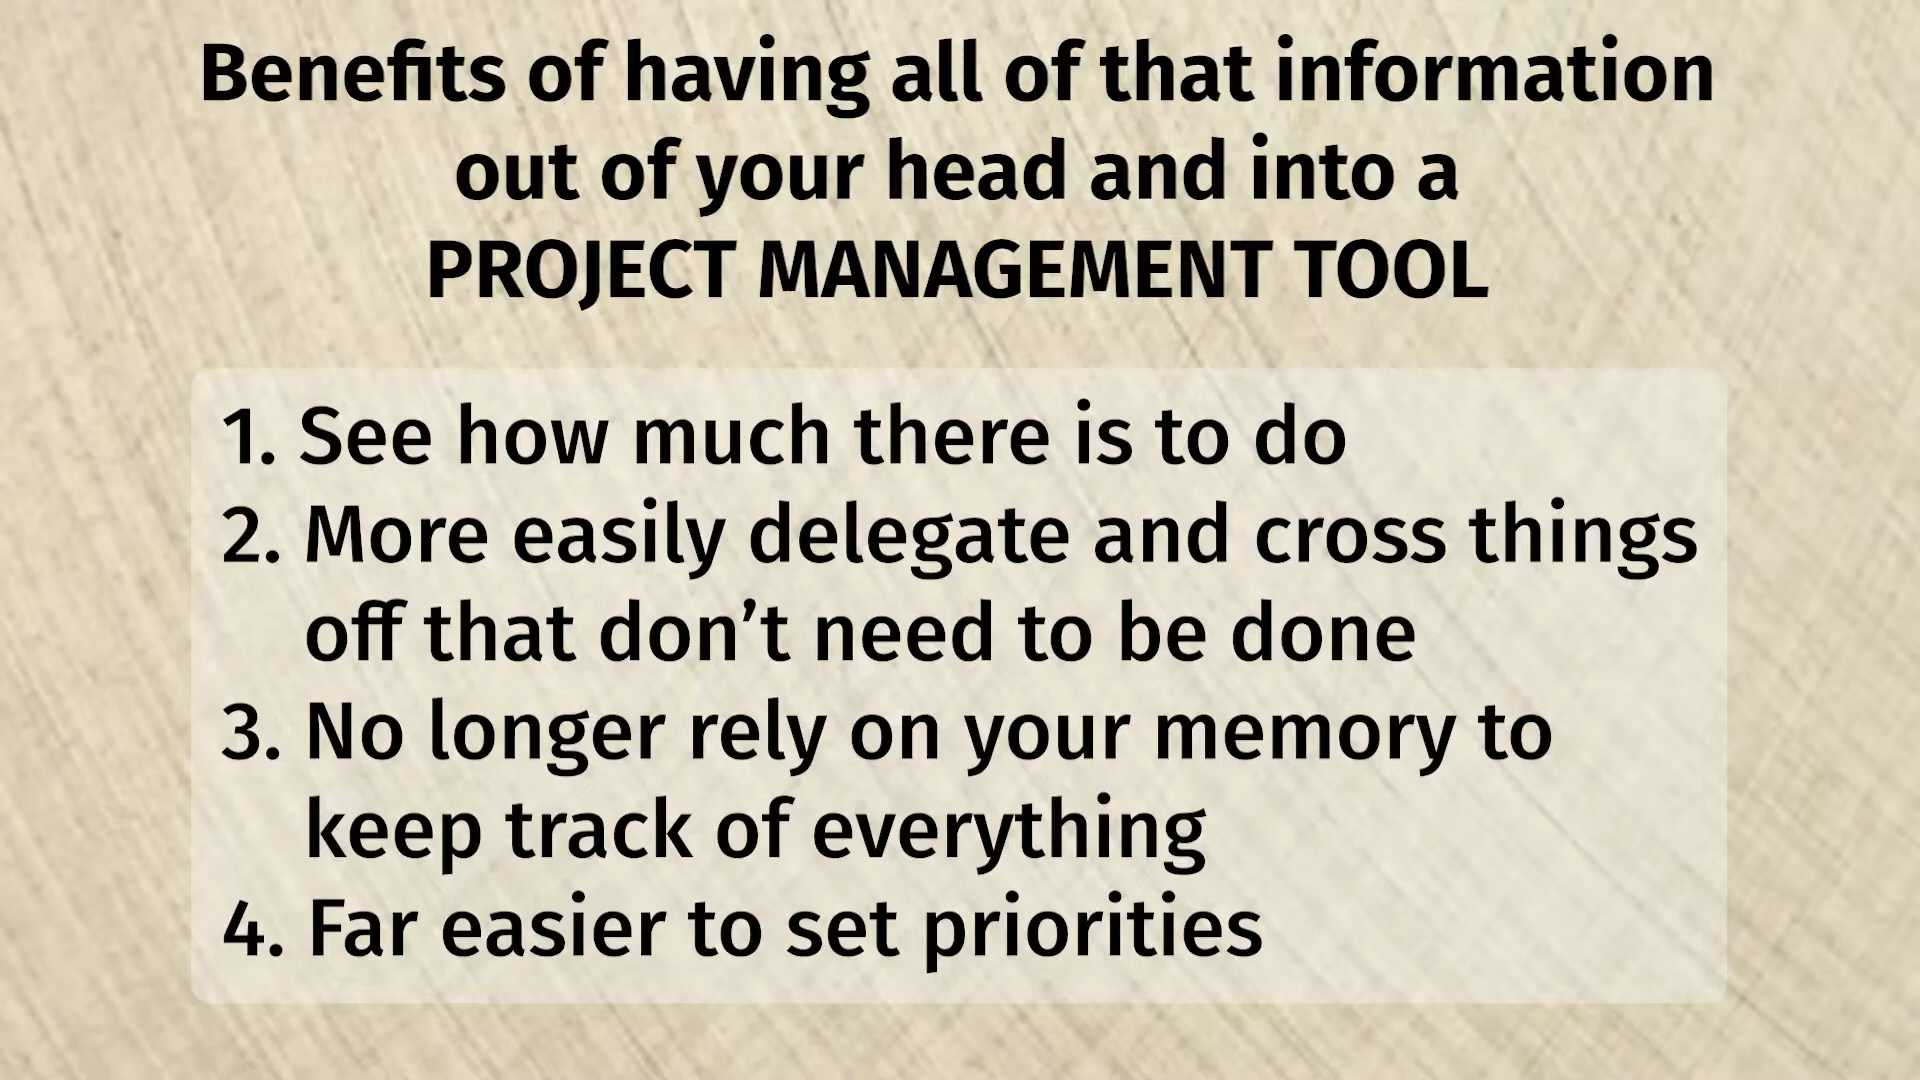 Benefits of having all of that information
out of your head and into a
PROJECT MANAGEMENT TOOL
1. See how much there is to do
2. More easily delegate and cross things
off that don’t need to be done
3. No longer rely on your memory to
keep track of everything
4. Far easier to set priorities